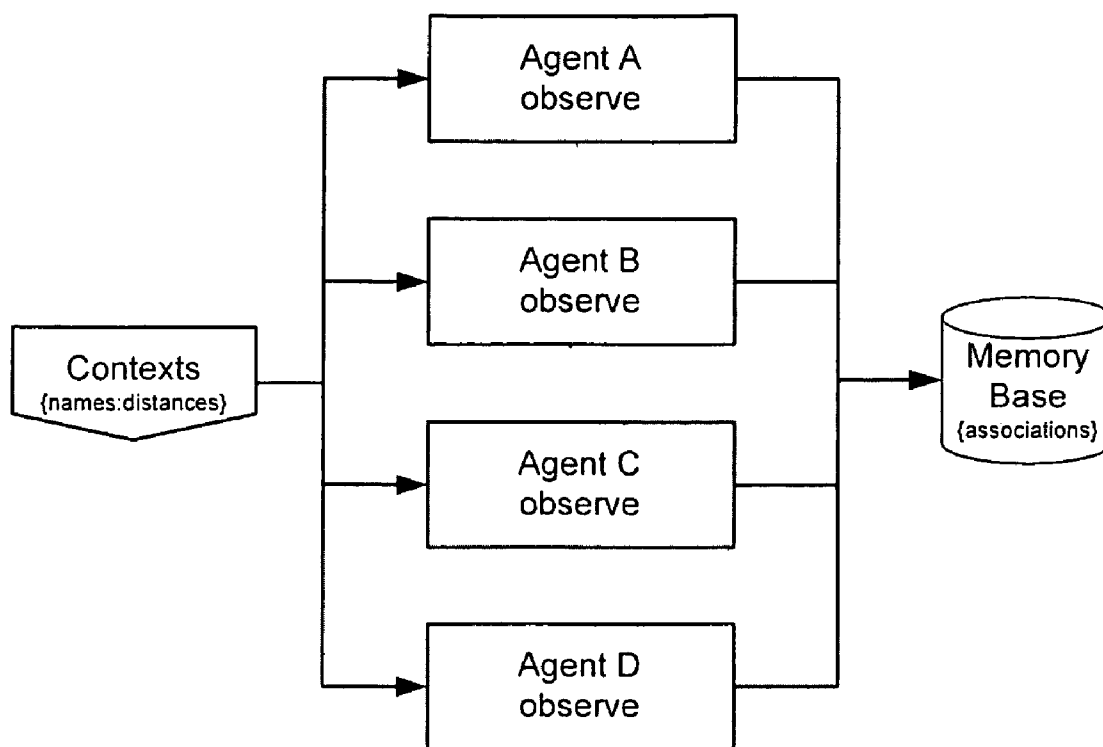 Agent A
observe
Agent B
observe
Contexts
{names:distances}
Memory
Base
{associations}
Agent C
observe
Agent D
observe